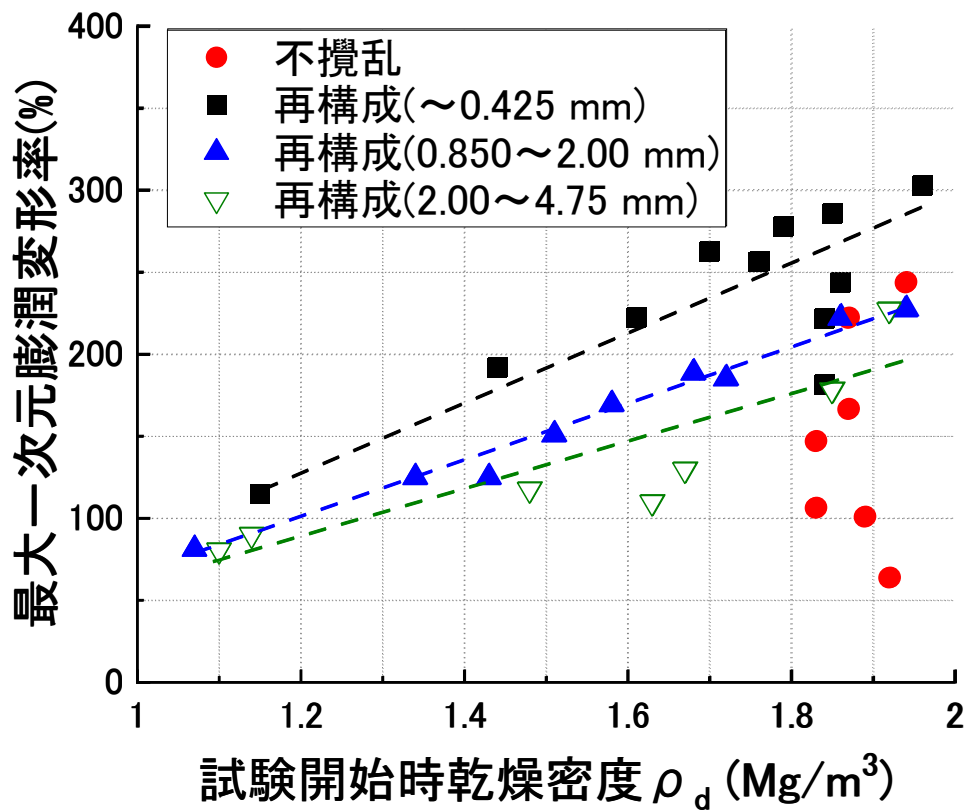 400
300
200
100
0
最大一次元膨潤変形率(%)
不攪乱
再構成(～0.425 mm)
再構成(0.850～2.00 mm)
再構成(2.00～4.75 mm)
1 1.2 1.4 1.6 1.8 2
試験開始時乾燥密度ρd (Mg/m³)